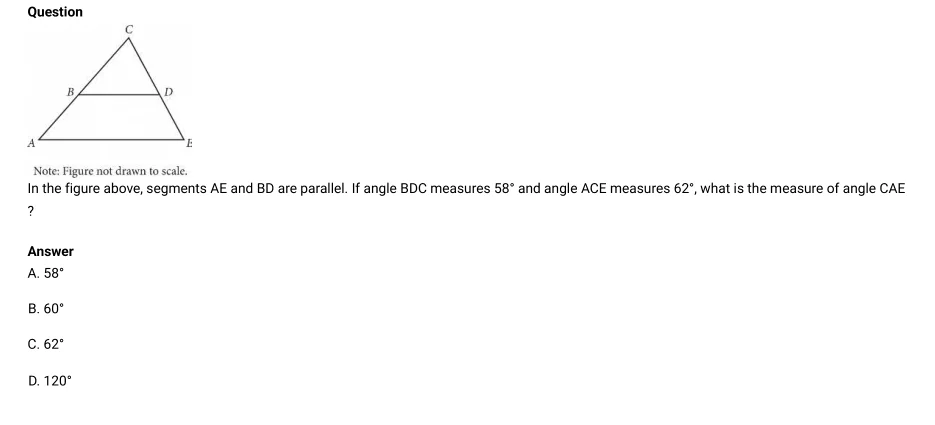 Question
C
B
D
A
E
Note: Figure not drawn to scale.
In the figure above, segments AE and BD are parallel. If angle BDC measures 58° and angle ACE measures 62°, what is the measure of angle CAE
?
Answer
A. 58°
B. 60°
C. 62°
D. 120°